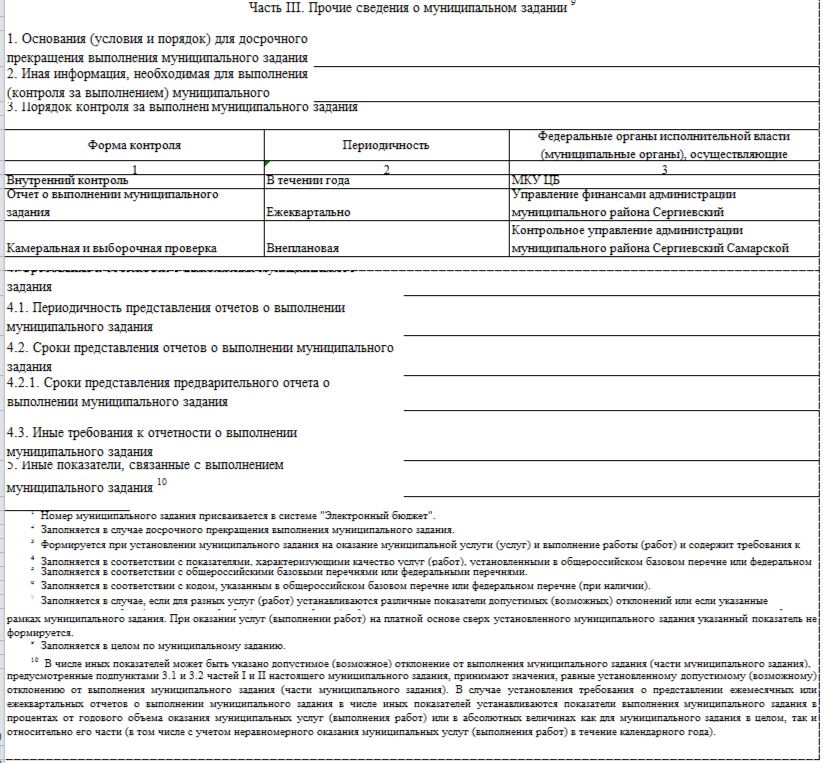 Часть III. Прочие сведения о муниципальном задании 9
1. Основания (условия и порядок) для досрочного
прекращения выполнения муниципального задания
2. Иная информация, необходимая для выполнения
(контроля за выполнением) муниципального
3. Порядок контроля за выполнени муниципального задания
Форма контроля
Периодичность
Федеральные органы исполнительной власти
(муниципальные органы), осуществляющие
1
2
3
Внутренний контроль
В течении года
МКУ ЦБ
Отчет о выполнении муниципального
задания
Ежеквартально
Управление финансами администрации
муниципального района Сергиевский
Камеральная и выборочная проверка
Внеплановая
Контрольное управление администрации
муниципального района Сергиевский Самарской
задания
4.1. Периодичность представления отчетов о выполнении
муниципального задания
4.2. Сроки представления отчетов о выполнении муниципального
задания
4.2.1. Сроки представления предварительного отчета о
выполнении муниципального задания
4.3. Иные требования к отчетности о выполнении
муниципального задания
5. Иные показатели, связанные с выполнением
муниципального задания 10
1 Номер муниципального задания присваивается в системе "Электронный бюджет".
2 Заполняется в случае досрочного прекращения выполнения муниципального задания.
3 Формируется при установлении муниципального задания на оказание муниципальной услуги (услуг) и выполнение работы (работ) и содержит требования к
4 Заполняется в соответствии с показателями, характеризующими качество услуг (работ), установленными в общероссийском базовом перечне или федеральном
5 Заполняется в соответствии с общероссийскими базовыми перечнями или федеральными перечнями.
6 Заполняется в соответствии с кодом, указанным в общероссийском базовом перечне или федеральном перечне (при наличии).
7 Заполняется в случае, если для разных услуг (работ) устанавливаются различные показатели допустимых (возможных) отклонений или если указанные
рамках муниципального задания. При оказании услуг (выполнении работ) на платной основе сверх установленного муниципального задания указанный показатель не
формируется.
9 Заполняется в целом по муниципальному заданию.
10 В числе иных показателей может быть указано допустимое (возможное) отклонение от выполнения муниципального задания (части муниципального задания),
предусмотренные подпунктами 3.1 и 3.2 частей I и II настоящего муниципального задания, принимают значения, равные установленному допустимому (возможному)
отклонению от выполнения муниципального задания (части муниципального задания). В случае установления требования о представлении ежемесячных или
ежеквартальных отчетов о выполнении муниципального задания в числе иных показателей устанавливаются показатели выполнения муниципального задания в
процентах от годового объема оказания муниципальных услуг (выполнения работ) или в абсолютных величинах как для муниципального задания в целом, так и
относительно его части (в том числе с учетом неравномерного оказания муниципальных услуг (выполнения работ) в течение календарного года).